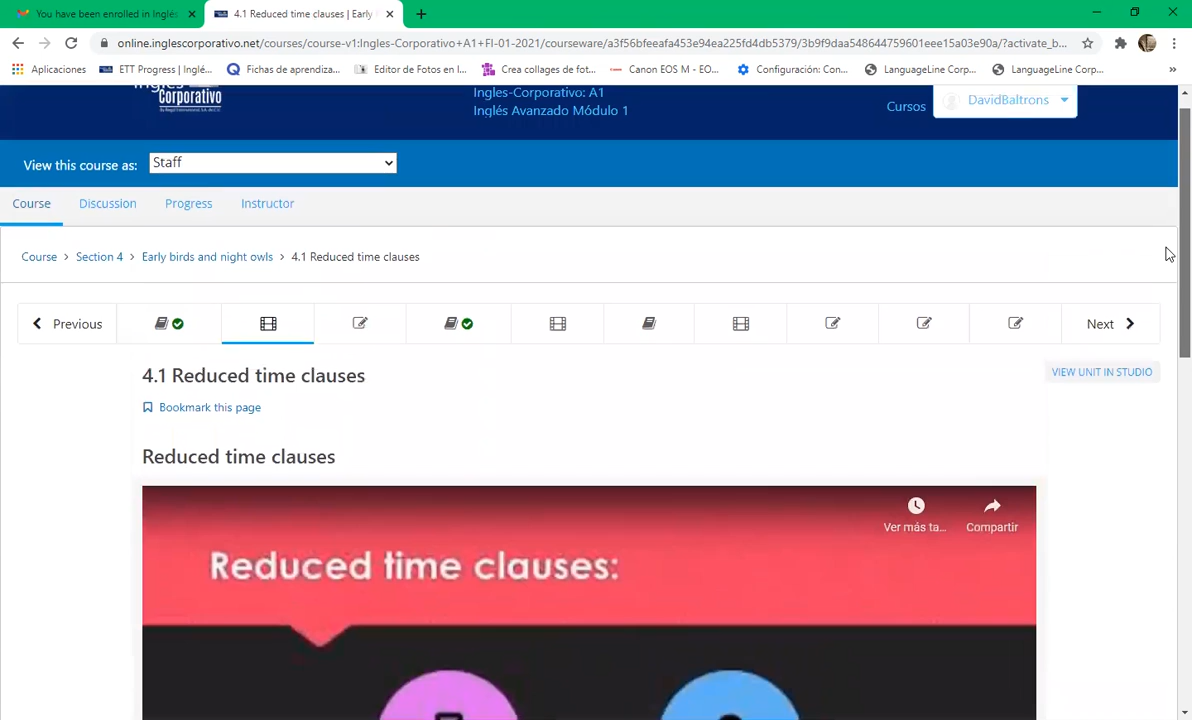 You have been enrolled in Inglés
4.1 Reduced time clauses | Early
online.inglescorporativo.net/courses/course-v1:Ingles-Corporativo+A1+FI-01-2021/courseware/a3f56bfeeafa453e94ea225fd4db5379/3b9f9daa548644759601eee15a03e90a/?activate_b...
Aplicaciones
ETT Progress | Inglé...
Fichas de aprendiza...
Editor de Fotos en l...
Crea collages de fot...
Canon EOS M - EO...
Configuración: Con...
LanguageLine Corp...
LanguageLine Corp...
»
Corporativo
Ingles-Corporativo: A1
Inglés Avanzado Módulo 1
Cursos
DavidBaltrons
View this course as:
Staff
Course
Discussion
Progress
Instructor
Course > Section 4 > Early birds and night owls > 4.1 Reduced time clauses
Previous
Next
4.1 Reduced time clauses
VIEW UNIT IN STUDIO
Bookmark this page
Reduced time clauses
Ver más ta...
Compartir
Reduced time clauses: